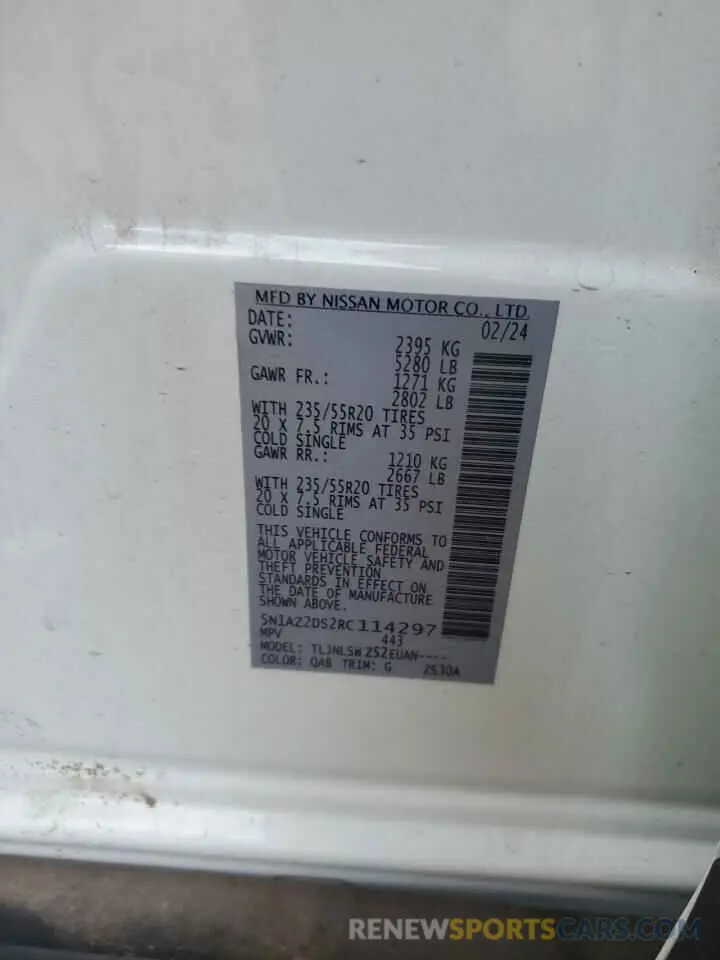 MFD BY NISSAN MOTOR CO., LTD.
DATE: 02/24
GVWR: 2395 KG
5280 LB
GAWR FR.: 1271 KG
2802 LB
WITH 235/55R20 TIRES
20 X 7.5 RIMS AT 35 PSI
COLD SINGLE
GAWR RR.: 1210 KG
2667 LB
WITH 235/55R20 TIRES
20 X 7.5 RIMS AT 35 PSI
COLD SINGLE
THIS VEHICLE CONFORMS TO
ALL APPLICABLE FEDERAL
MOTOR VEHICLE SAFETY AND
THEFT PREVENTION
STANDARDS IN EFFECT ON
THE DATE OF MANUFACTURE
SHOWN ABOVE.
5N1AZ2DS2RC114297
MPV 443
MODEL: TLJNLSW Z52EUAN----
COLOR: QAB TRIM: G 2S30A
RENEWSPORTSCARS.COM